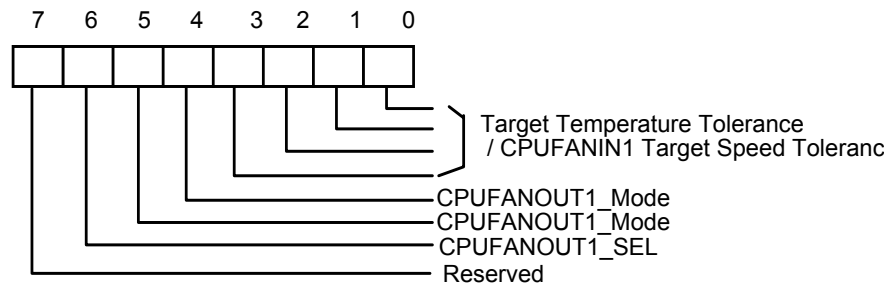 7 6 5 4 3 2 1 0
Target Temperature Tolerance
/ CPUFANIN1 Target Speed Toleranc
CPUFANOUT1_Mode
CPUFANOUT1_Mode
CPUFANOUT1_SEL
Reserved